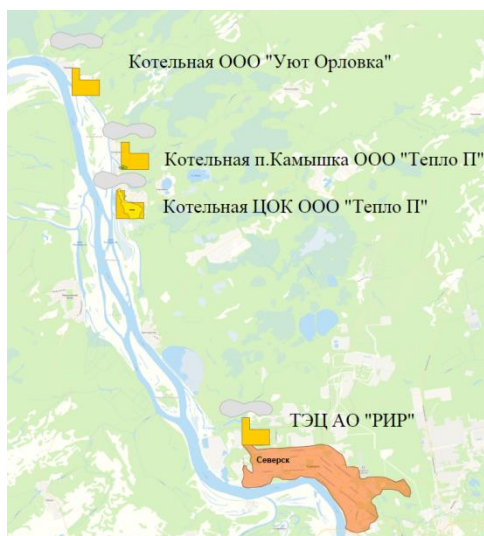 Котельная ООО "Уют Орловка"
Котельная п.Камышка ООО "Тепло П"
Котельная ЦОК ООО "Тепло П"
ТЭЦ АО "РИР"
Северск